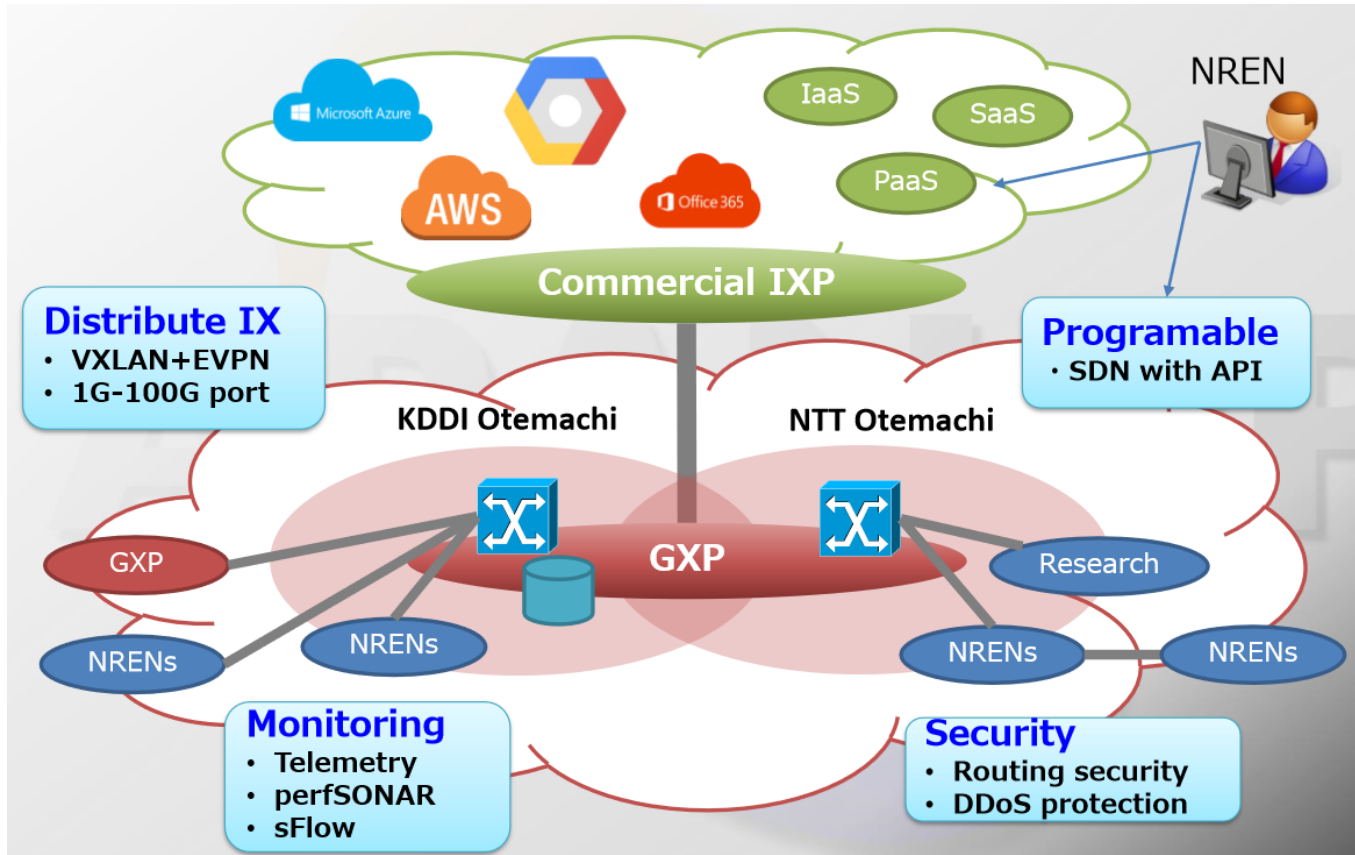 Microsoft Azure
IaaS
SaaS
NREN
AWS
Office 365
PaaS
Commercial IXP
Distribute IX
• VXLAN+EVPN
• 1G-100G port
Programable
• SDN with API
KDDI Otemachi
NTT Otemachi
GXP
GXP
Research
NRENs
NRENs
NRENs
NRENs
Monitoring
• Telemetry
• perfSONAR
• sFlow
Security
• Routing security
• DDoS protection